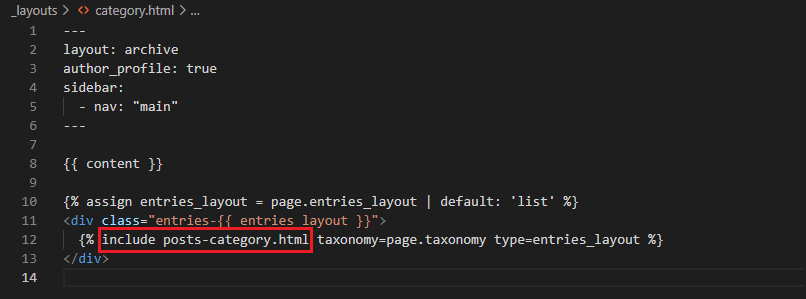 _layouts > category.html > ...
1 ---
2 layout: archive
3 author_profile: true
4 sidebar:
5 - nav: "main"
6 ---
7
8 {{ content }}
9
10 {% assign entries_layout = page.entries_layout | default: 'list' %}
11 <div class="entries-{{ entries_layout }}">
12 {% include posts-category.html taxonomy=page.taxonomy type=entries_layout %}
13 </div>
14